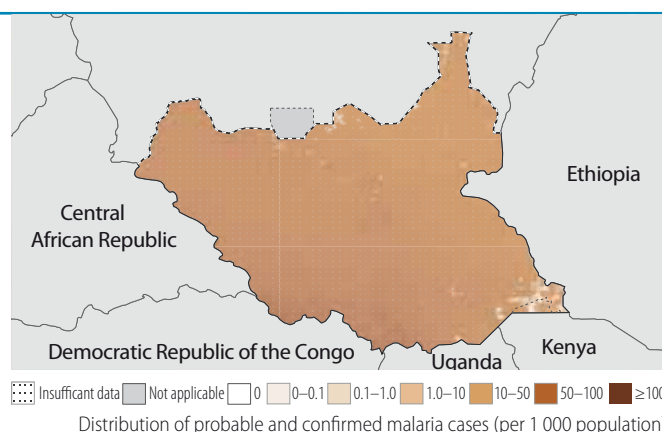 Ethiopia
Central
African Republic
Democratic Republic of the Congo
Uganda
Kenya
Insufficant data Not applicable 0 0–0.1 0.1–1.0 1.0–10 10–50 50–100 ≥100
Distribution of probable and confirmed malaria cases (per 1 000 population